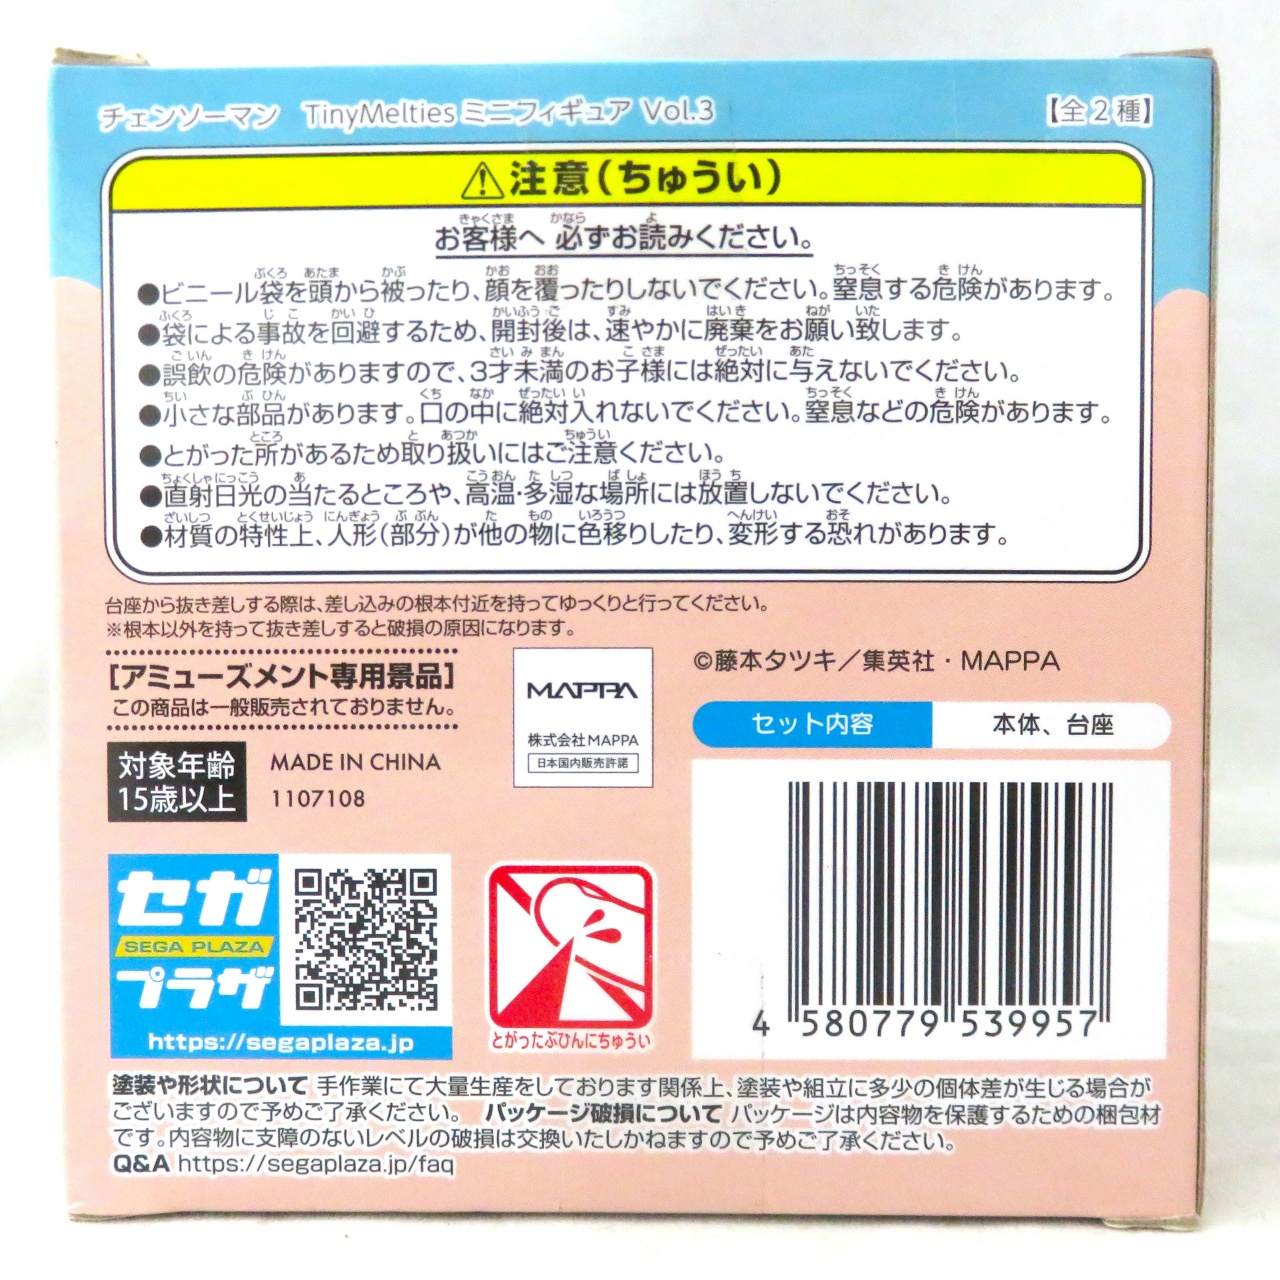 チェンソーマン TinyMelties ミニフィギュア Vol.3 【全2種】
⚠注意(ちゅうい)
お客様へ 必ずお読みください。
●ビニール袋を頭から被ったり、顔を覆ったりしないでください。窒息する危険があります。
●袋による事故を回避するため、開封後は、速やかに廃棄をお願い致します。
●誤飲の危険がありますので、3才未満のお子様には絶対に与えないでください。
●小さな部品があります。口の中に絶対入れないでください。窒息などの危険があります。
●とがった所があるため取り扱いにはご注意ください。
●直射日光の当たるところや、高温・多湿な場所には放置しないでください。
●材質の特性上、人形(部分)が他の物に色移りしたり、変形する恐れがあります。
台座から抜き差しする際は、差し込みの根本付近を持ってゆっくりと行ってください。
※根本以外を持って抜き差しすると破損の原因になります。
[アミューズメント専用景品]
この商品は一般販売されておりません。
対象年齢
15歳以上
MADE IN CHINA
1107108
MAPPA
株式会社MAPPA
日本国内販売許諾
©藤本タツキ／集英社・MAPPA
セット内容 本体、台座
4 580779 539957
セガ
SEGA PLAZA
プラザ
https://segaplaza.jp
とがったぶひんにちゅうい
塗装や形状について 手作業にて大量生産をしております関係上、塗装や組立に多少の個体差が生じる場合が
ございますので予めご了承ください。 パッケージ破損について パッケージは内容物を保護するための梱包材
です。内容物に支障のないレベルの破損は交換いたしかねますので予めご了承ください。
Q&A https://segaplaza.jp/faq